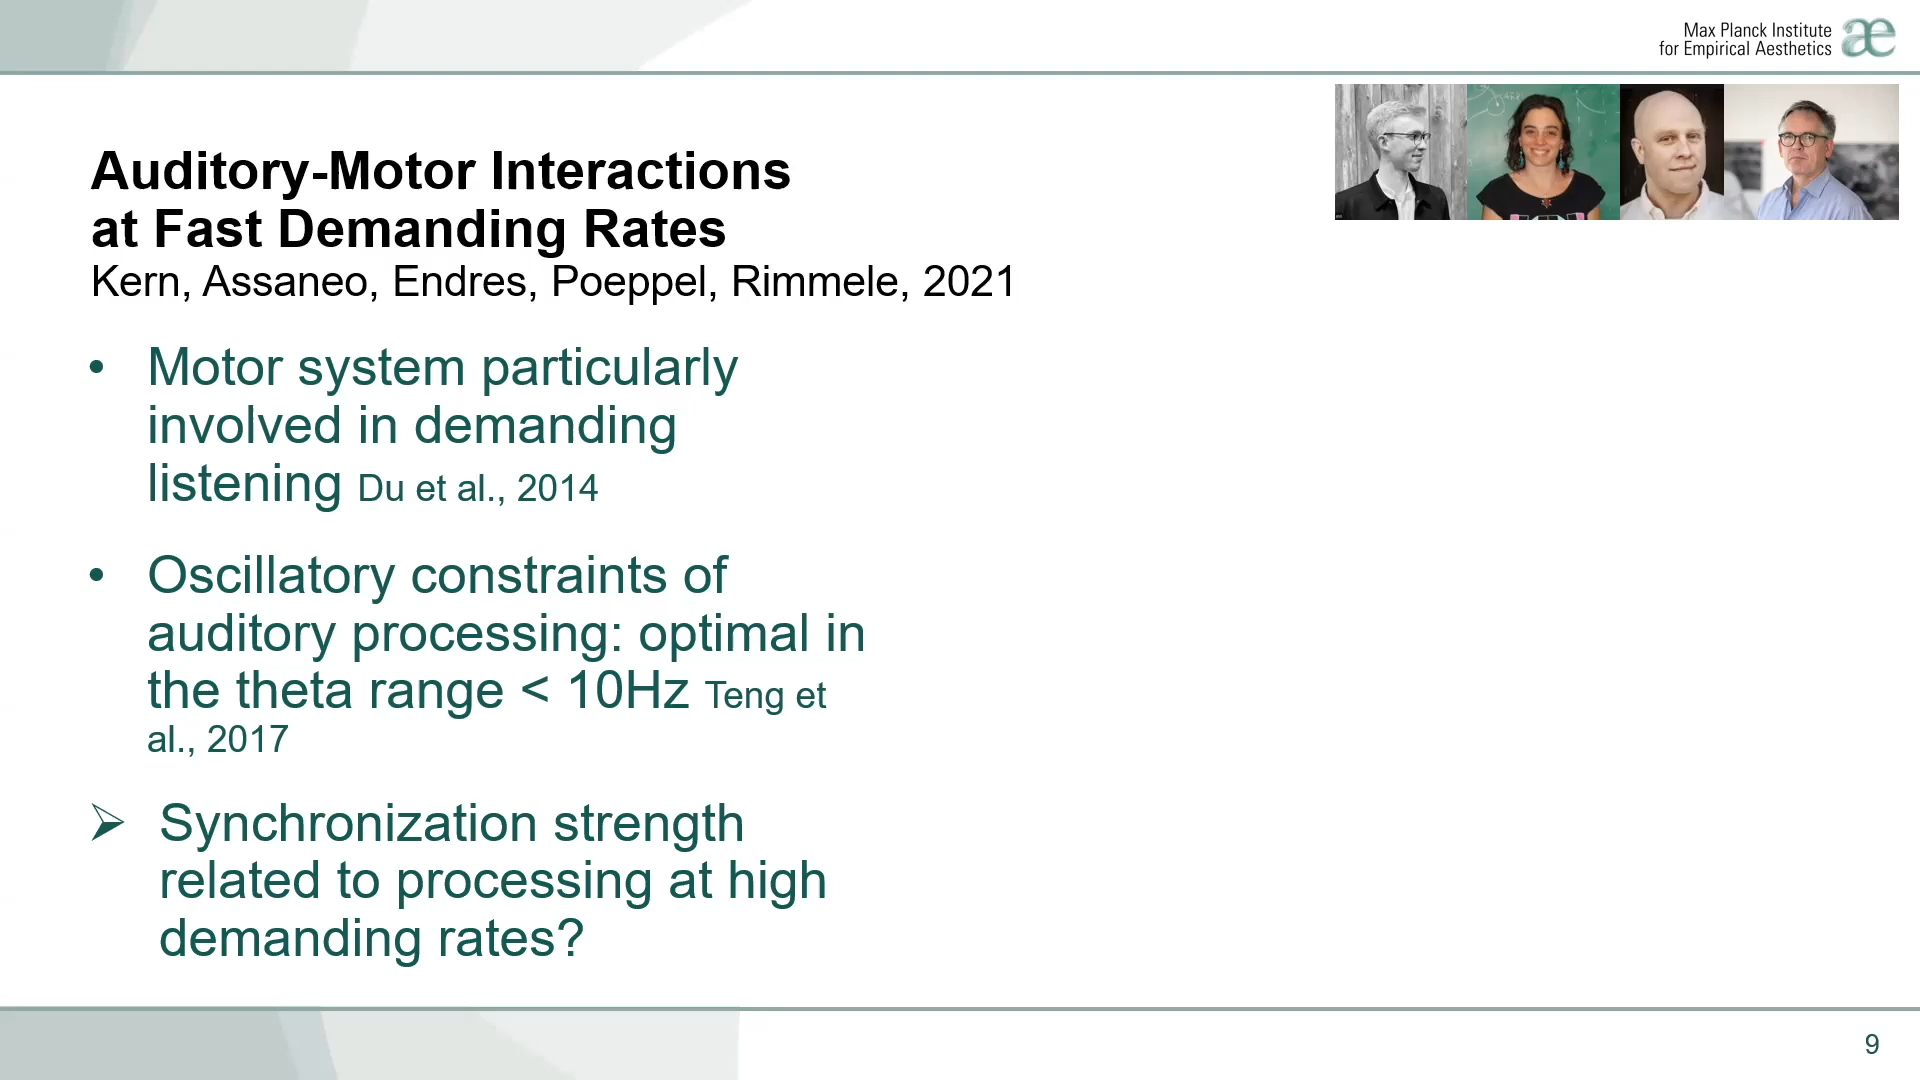 Max Planck Institute
for Empirical Aesthetics
æ
Auditory-Motor Interactions
at Fast Demanding Rates
Kern, Assaneo, Endres, Poeppel, Rimmele, 2021
• Motor system particularly
involved in demanding
listening Du et al., 2014
• Oscillatory constraints of
auditory processing: optimal in
the theta range < 10Hz Teng et
al., 2017
➢ Synchronization strength
related to processing at high
demanding rates?
9